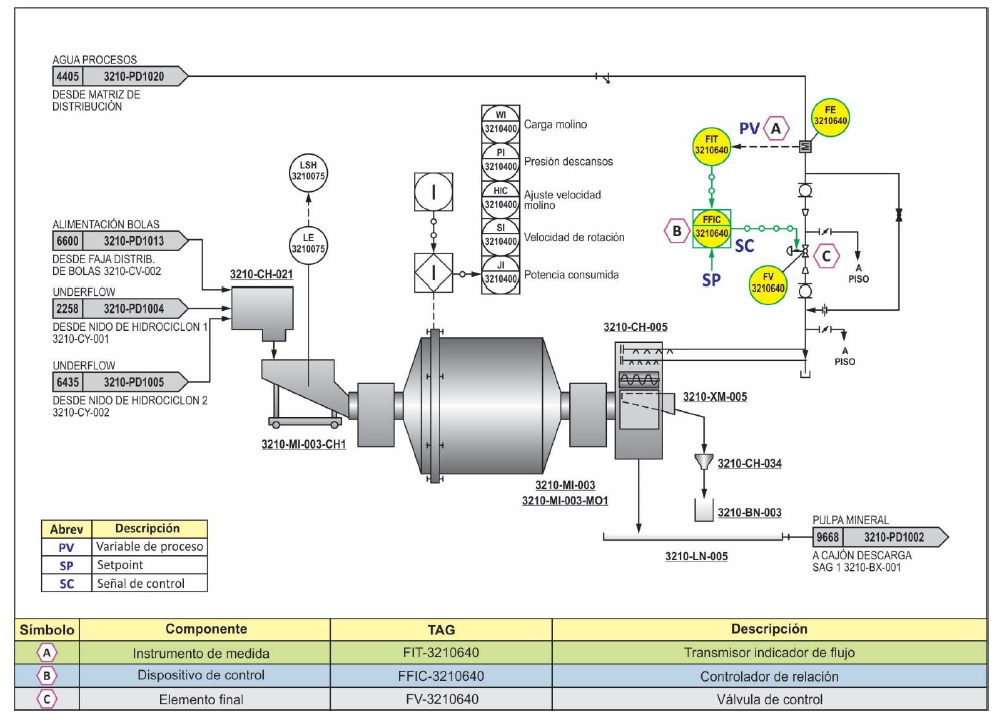 AGUA PROCESOS
4405 3210-PD1020
DESDE MATRIZ DE
DISTRIBUCIÓN
WI
3210400
Carga molino
PI
3210400
Presión descansos
HIC
3210400
Ajuste velocidad
molino
SI
3210400
Velocidad de rotación
JI
3210400
Potencia consumida
I
I
LSH
3210075
LE
3210075
PV
A
FE
3210640
FIT
3210640
M
B
FFIC
3210640
SC
SP
C
FV
3210640
A
PISO
A
PISO
ALIMENTACIÓN BOLAS
6600 3210-PD1013
DESDE FAJA DISTRIB.
DE BOLAS 3210-CV-002
UNDERFLOW
2258 3210-PD1004
DESDE NIDO DE HIDROCICLON 1
3210-CY-001
UNDERFLOW
6435 3210-PD1005
DESDE NIDO DE HIDROCICLON 2
3210-CY-002
3210-CH-021
3210-MI-003-CH1
3210-CH-005
3210-XM-005
3210-CH-034
3210-BN-003
3210-MI-003
3210-MI-003-MO1
3210-LN-005
PULPA MINERAL
9668 3210-PD1002
A CAJÓN DESCARGA
SAG 1 3210-BX-001
Abrev Descripción
PV Variable de proceso
SP Setpoint
SC Señal de control
Símbolo Componente TAG Descripción
A Instrumento de medida FIT-3210640 Transmisor indicador de flujo
B Dispositivo de control FFIC-3210640 Controlador de relación
C Elemento final FV-3210640 Válvula de control